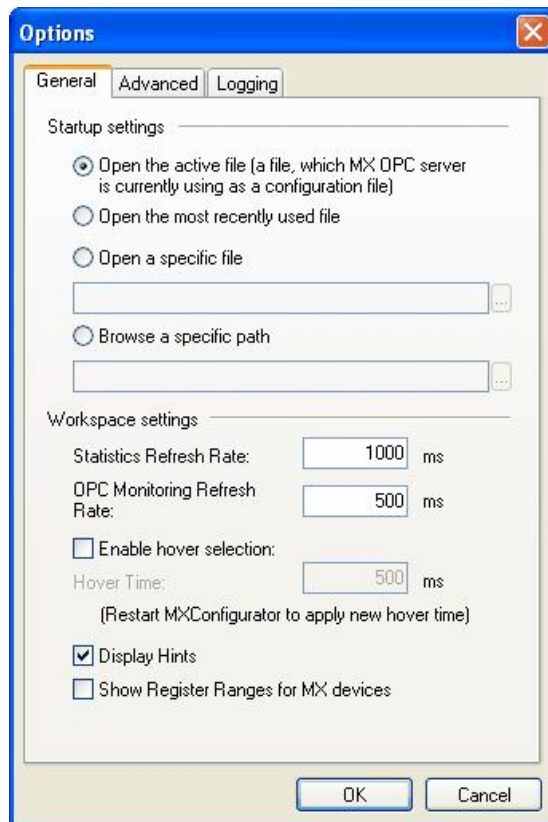 Options
General Advanced Logging
Startup settings
Open the active file (a file, which MX OPC server
is currently using as a configuration file)
Open the most recently used file
Open a specific file
...
Browse a specific path
...
Workspace settings
Statistics Refresh Rate: 1000 ms
OPC Monitoring Refresh
Rate: 500 ms
Enable hover selection:
Hover Time: 500 ms
(Restart MXConfigurator to apply new hover time)
Display Hints
Show Register Ranges for MX devices
OK Cancel